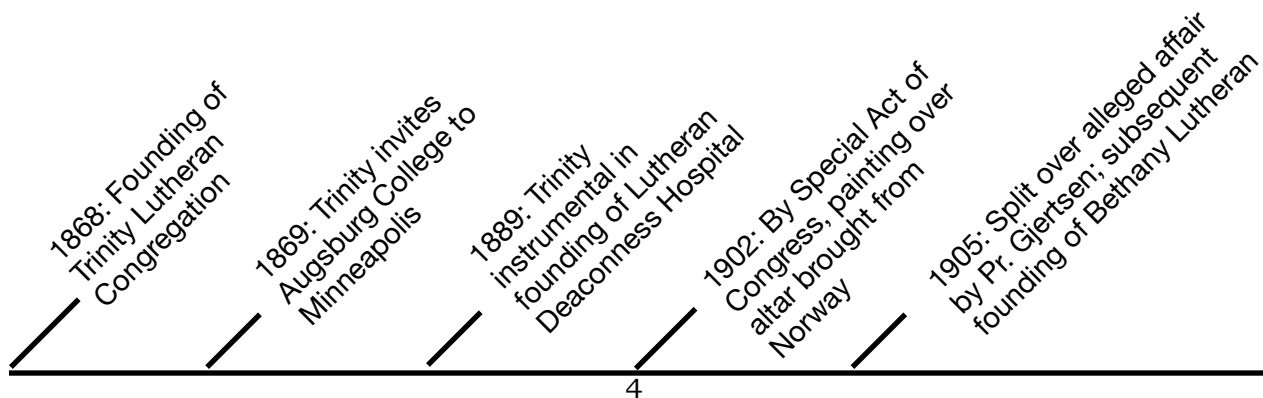 1868: Founding of
Trinity Lutheran
Congregation
1869: Trinity invites
Augsburg College to
Minneapolis
1889: Trinity
instrumental in
founding of Lutheran
Deaconness Hospital
1902: By Special Act of
Congress, painting over
altar brought from
Norway
1905: Split over alleged affair
by Pr. Gjertsen; subsequent
founding of Bethany Lutheran
4